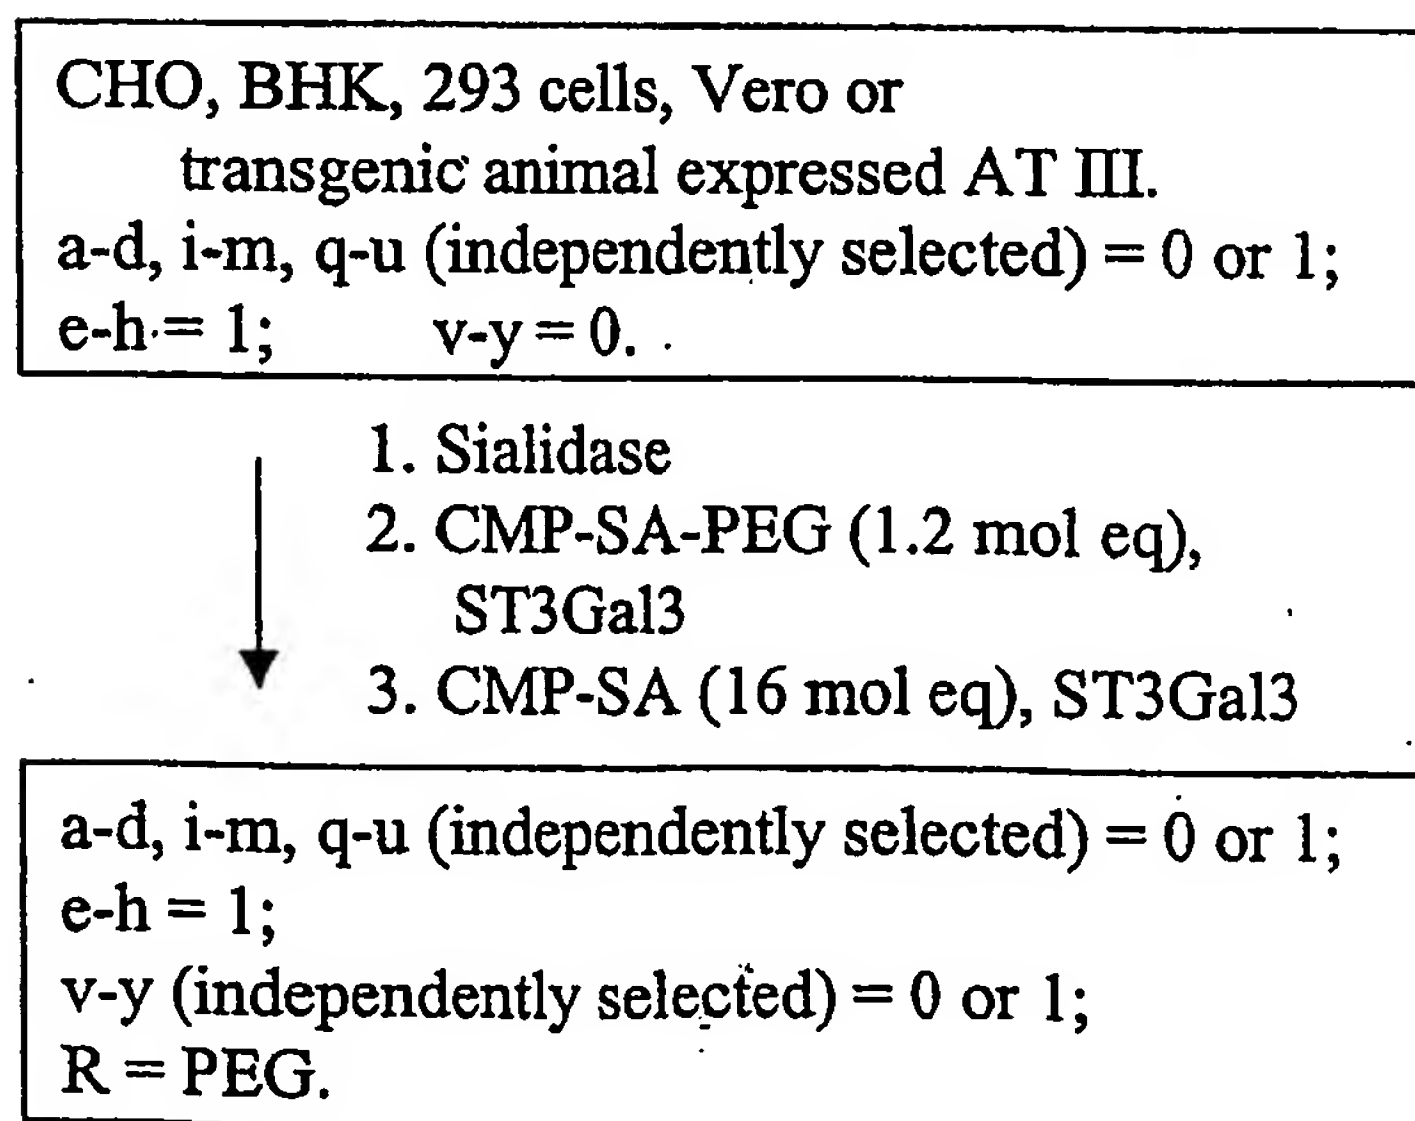 CHO, BHK, 293 cells, Vero or
transgenic animal expressed AT III.
a-d, i-m, q-u (independently selected) = 0 or 1;
e-h = 1; v-y = 0.
1. Sialidase
2. CMP-SA-PEG (1.2 mol eq),
ST3Gal3
3. CMP-SA (16 mol eq), ST3Gal3
a-d, i-m, q-u (independently selected) = 0 or 1;
e-h = 1;
v-y (independently selected) = 0 or 1;
R = PEG.